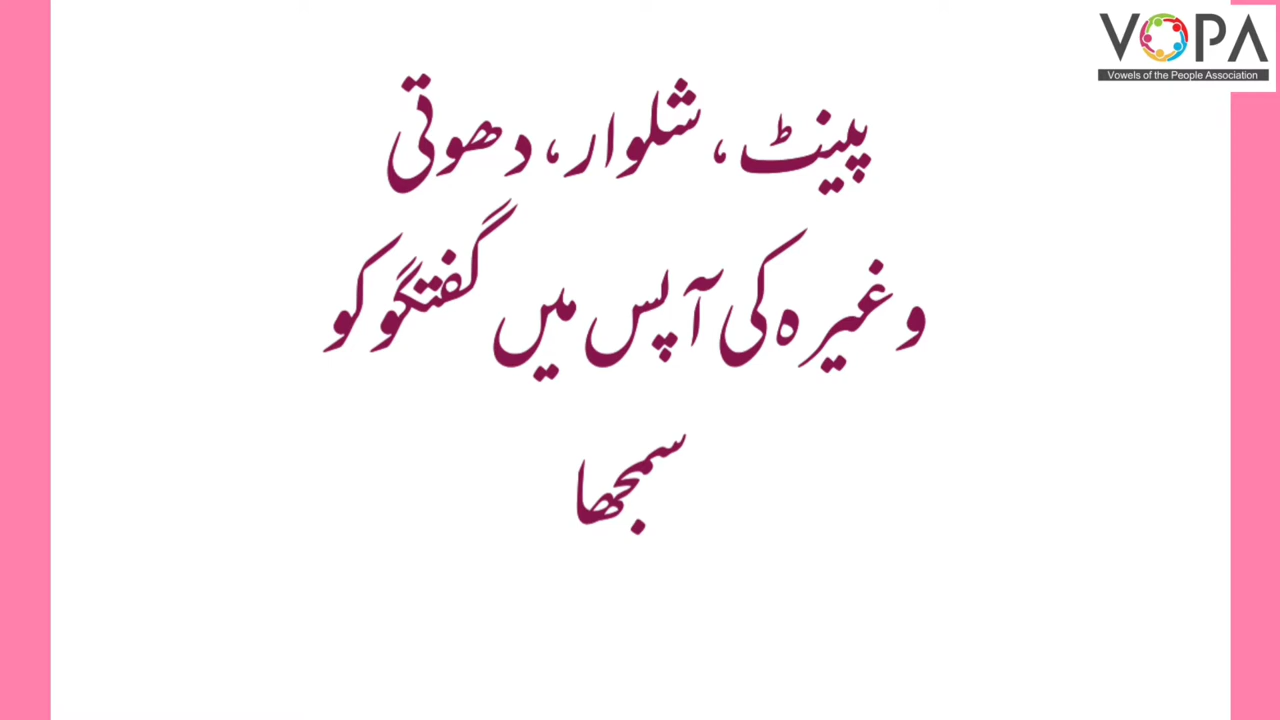 VOPA
Vowels of the People Association
پینٹ، شلوار، دھوتی
وغیرہ کی آپس میں گفتگو کو
سمجھا